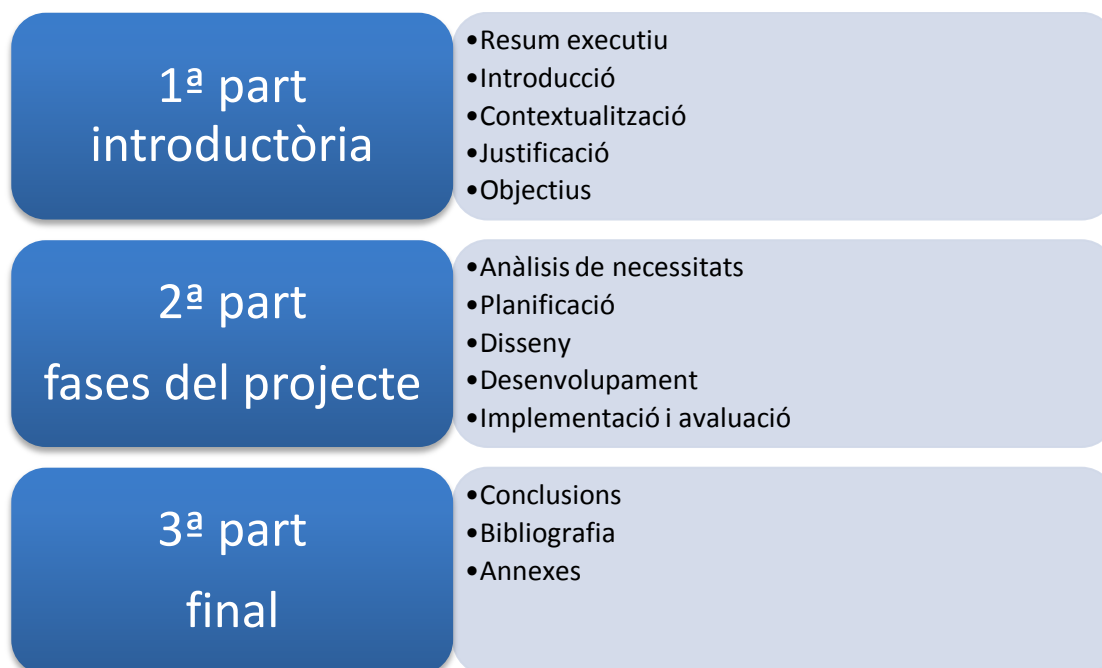 1ª part
introductòria
•Resum executiu
•Introducció
•Contextualització
•Justificació
•Objectius
2ª part
fases del projecte
•Anàlisis de necessitats
•Planificació
•Disseny
•Desenvolupament
•Implementació i avaluació
3ª part
final
•Conclusions
•Bibliografia
•Annexes